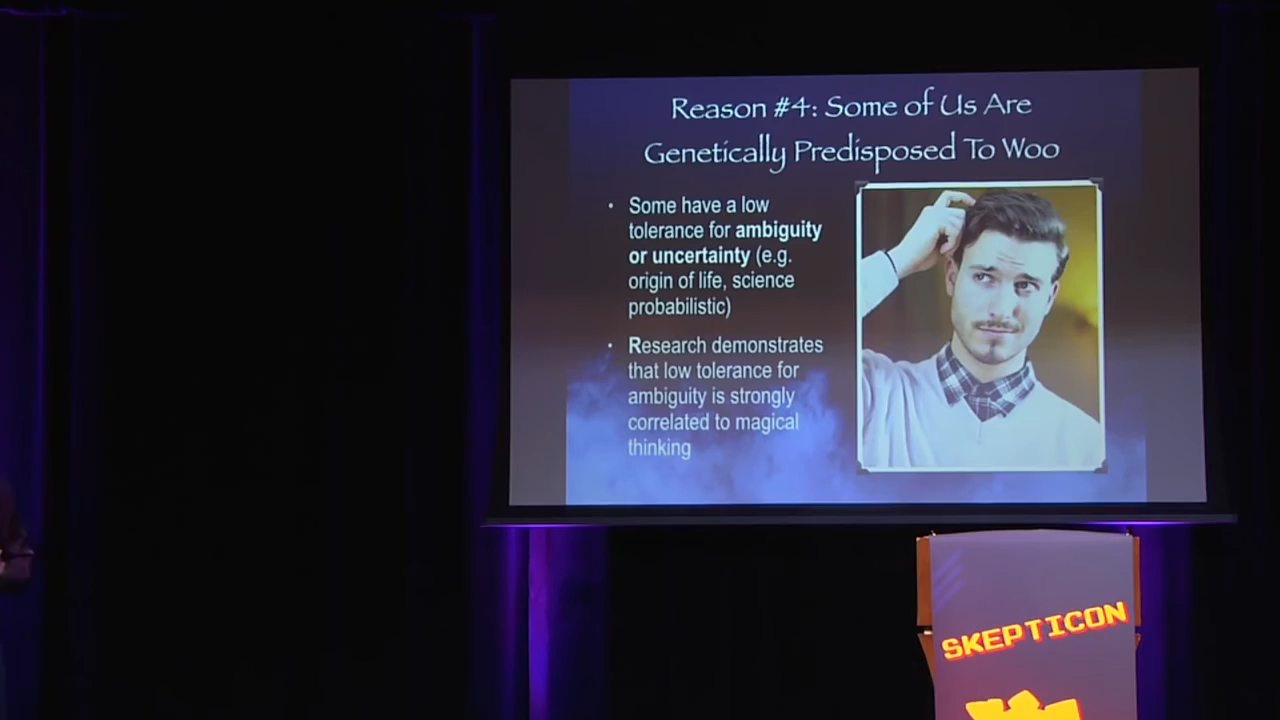 Reason #4: Some of Us Are
Genetically Predisposed To Woo
• Some have a low
tolerance for ambiguity
or uncertainty (e.g.
origin of life, science
probabilistic)
• Research demonstrates
that low tolerance for
ambiguity is strongly
correlated to magical
thinking
SKEPTICON